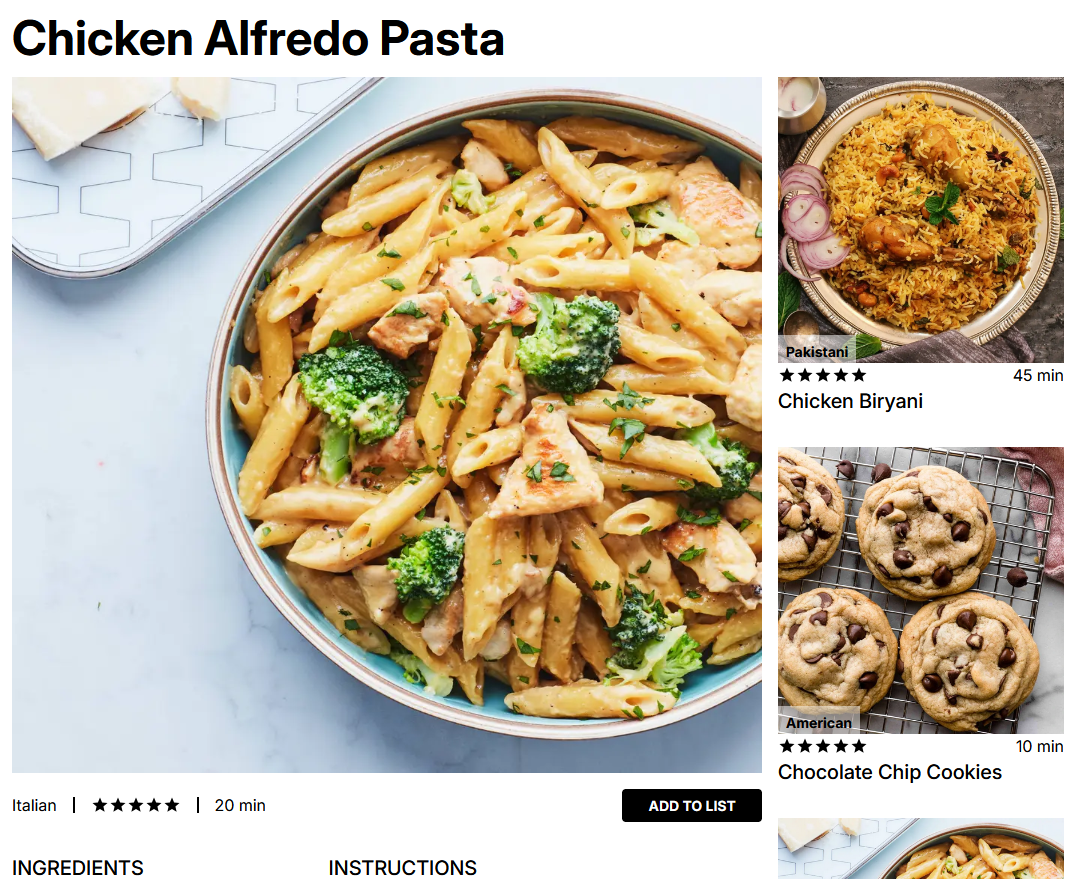 Chicken Alfredo Pasta
Italian | ★★★★★ | 20 min
ADD TO LIST
INGREDIENTS
INSTRUCTIONS
Pakistani
★★★★★ 45 min
Chicken Biryani
American
★★★★★ 10 min
Chocolate Chip Cookies